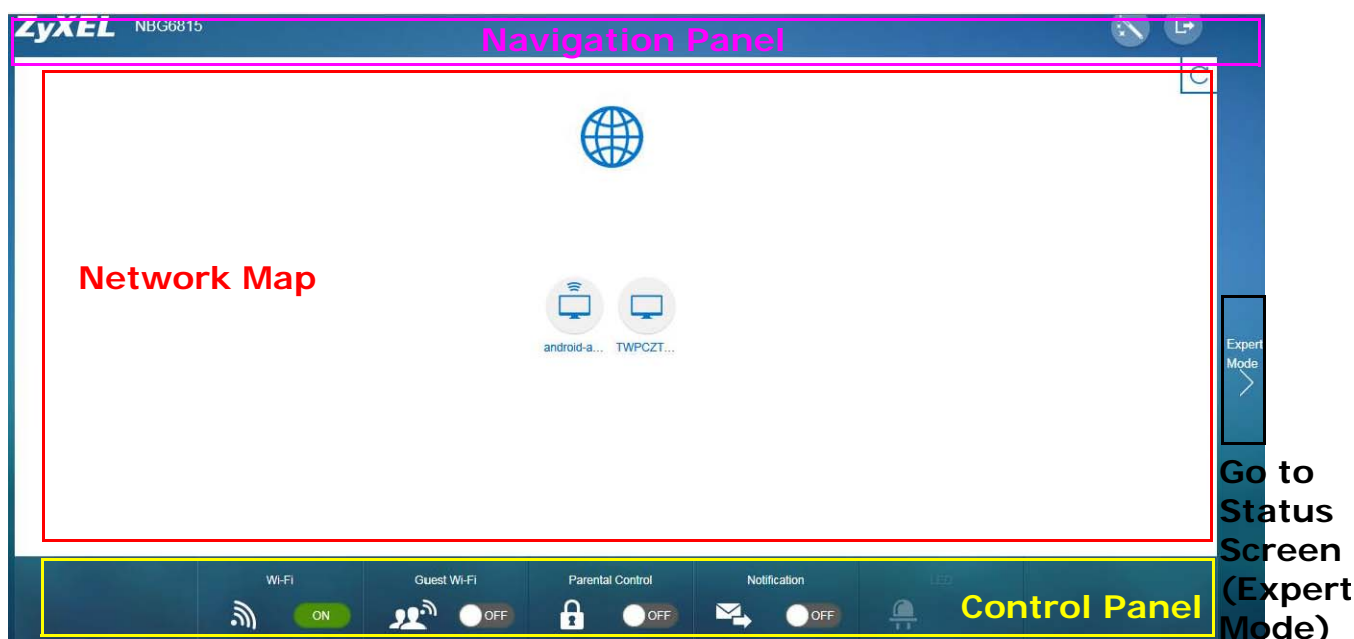 ZyXEL NBG6815
Navigation Panel
Network Map
android-a... TWPCZT...
Expert
Mode
Go to
Status
Screen
(Expert
Mode)
Wi-Fi Guest Wi-Fi Parental Control Notification LED
ON OFF OFF OFF
Control Panel